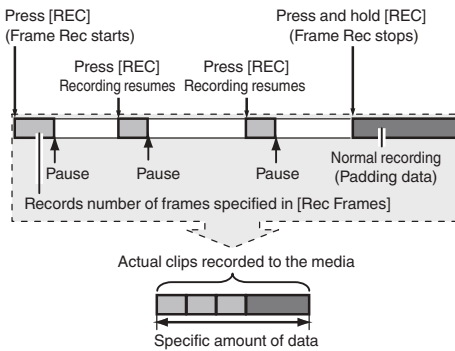 Press [REC]
(Frame Rec starts)
Press and hold [REC]
(Frame Rec stops)
Press [REC]
Recording resumes
Press [REC]
Recording resumes
Pause
Pause
Pause
Normal recording
(Padding data)
Records number of frames specified in [Rec Frames]
Actual clips recorded to the media
Specific amount of data